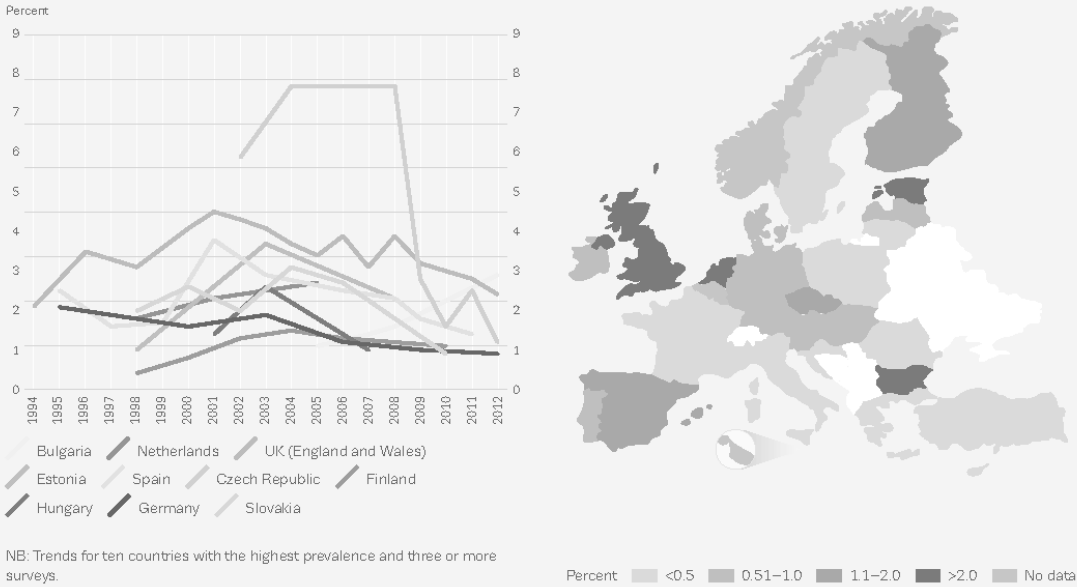 Percent
9 9
8 8
7 7
6 6
5 5
4 4
3 3
2 2
1 1
0 0
1994 1995 1996 1997 1998 1999 2000 2001 2002 2003 2004 2005 2006 2007 2008 2009 2010 2011 2012
Bulgaria Netherlands UK (England and Wales)
Estonia Spain Czech Republic Finland
Hungary Germany Slovakia
NB: Trends for ten countries with the highest prevalence and three or more
surveys.
Percent <0.5 0.51–1.0 1.1–2.0 >2.0 No data